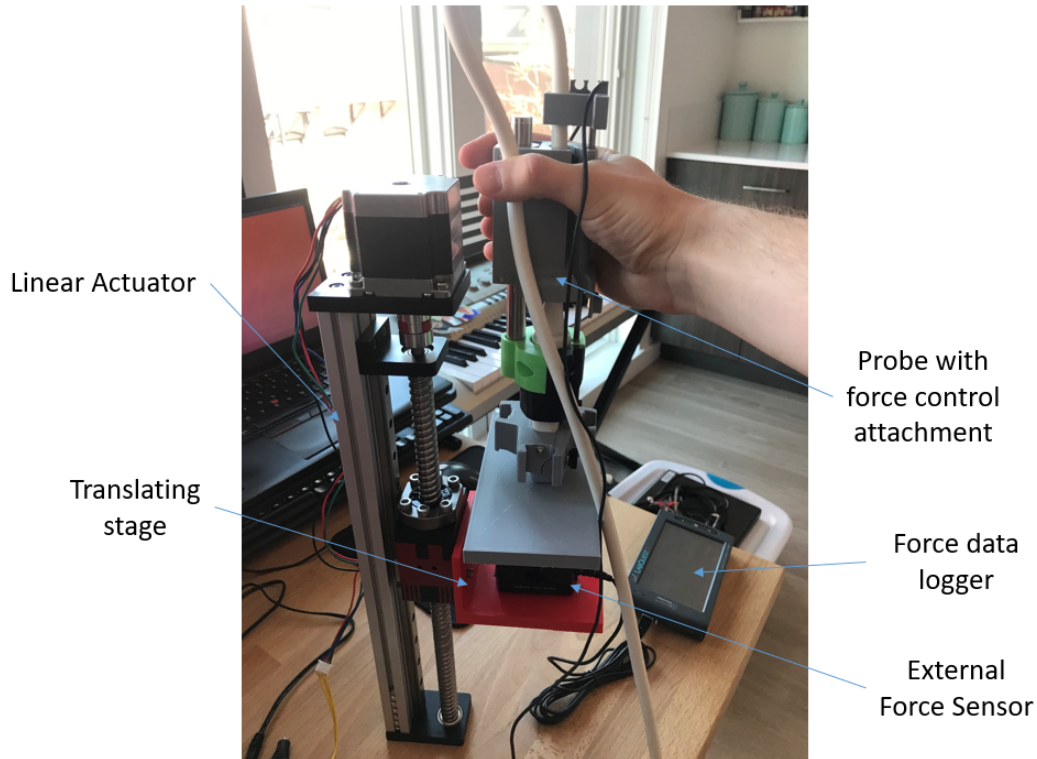 Linear Actuator
Translating
stage
Probe with
force control
attachment
Force data
logger
External
Force Sensor